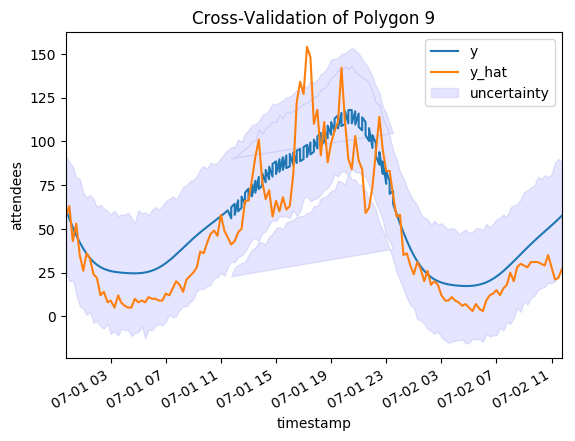 Cross-Validation of Polygon 9
y
y_hat
uncertainty
attendees
150
125
100
75
50
25
0
07-01 03
07-01 07
07-01 11
07-01 15
07-01 19
07-01 23
07-02 03
07-02 07
07-02 11
timestamp